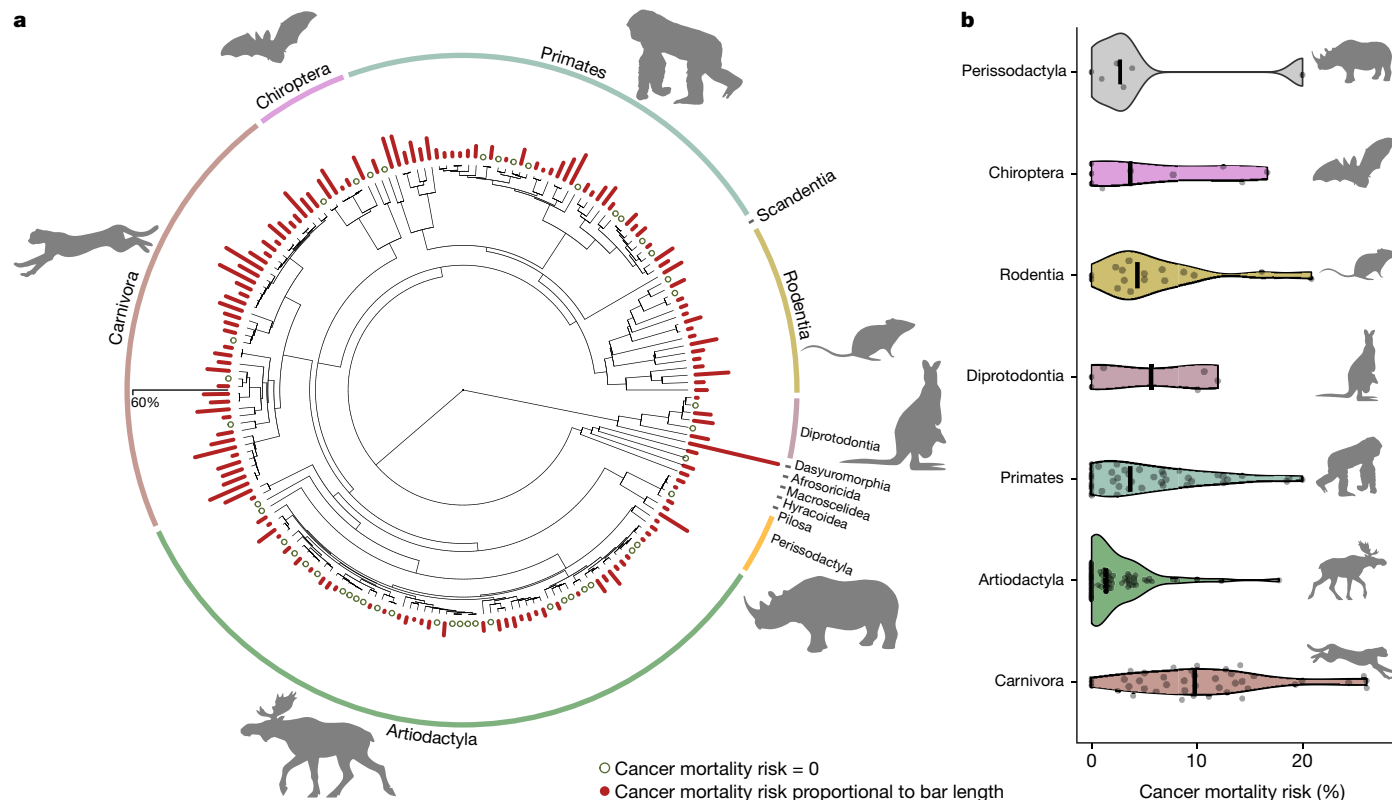 a
Chiroptera
Primates
Scandentia
Rodentia
Carnivora
60%
Diprotodontia
Dasyuromorphia
Afrosoricida
Macroscelidea
Hyracoidea
Pilosa
Perissodactyla
Artiodactyla
Cancer mortality risk = 0
Cancer mortality risk proportional to bar length
b
Perissodactyla
Chiroptera
Rodentia
Diprotodontia
Primates
Artiodactyla
Carnivora
0 10 20
Cancer mortality risk (%)